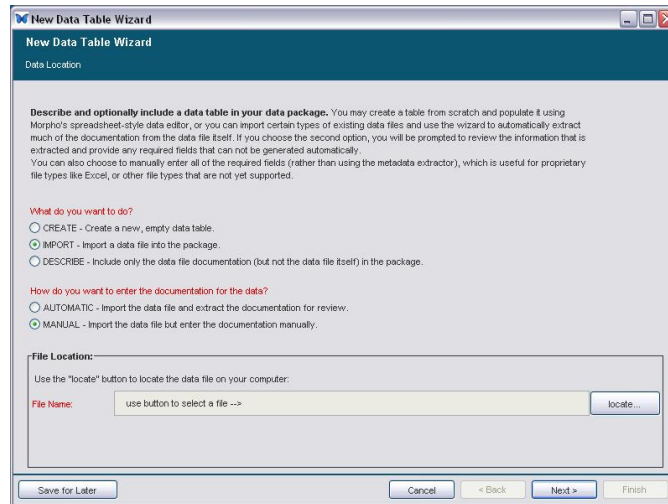 New Data Table Wizard
New Data Table Wizard
Data Location
Describe and optionally include a data table in your data package. You may create a table from scratch and populate it using
Morpho's spreadsheet-style data editor, or you can import certain types of existing data files and use the wizard to automatically extract
much of the documentation from the data file itself. If you choose the second option, you will be prompted to review the information that is
extracted and provide any required fields that can not be generated automatically.
You can also choose to manually enter all of the required fields (rather than using the metadata extractor), which is useful for proprietary
file types like Excel, or other file types that are not yet supported.
What do you want to do?
CREATE - Create a new, empty data table.
IMPORT - Import a data file into the package.
DESCRIBE - Include only the data file documentation (but not the data file itself) in the package.
How do you want to enter the documentation for the data?
AUTOMATIC - Import the data file and extract the documentation for review.
MANUAL - Import the data file but enter the documentation manually.
File Location:
Use the "locate" button to locate the data file on your computer:
File Name: use button to select a file --> locate...
Save for Later Cancel < Back Next > Finish